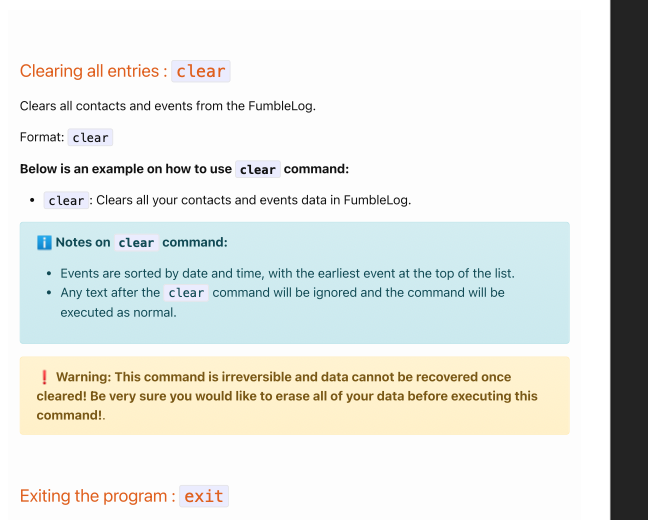 Clearing all entries : clear
Clears all contacts and events from the FumbleLog.
Format: clear
Below is an example on how to use clear command:
• clear : Clears all your contacts and events data in FumbleLog.
ℹ️ Notes on clear command:
• Events are sorted by date and time, with the earliest event at the top of the list.
• Any text after the clear command will be ignored and the command will be
executed as normal.
❗ Warning: This command is irreversible and data cannot be recovered once
cleared! Be very sure you would like to erase all of your data before executing this
command!.
Exiting the program : exit